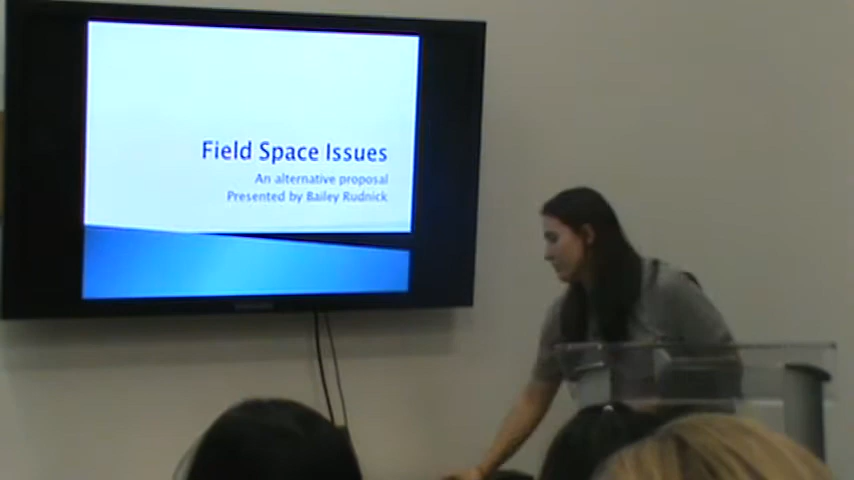 Field Space Issues
An alternative proposal
Presented by Bailey Rudnick